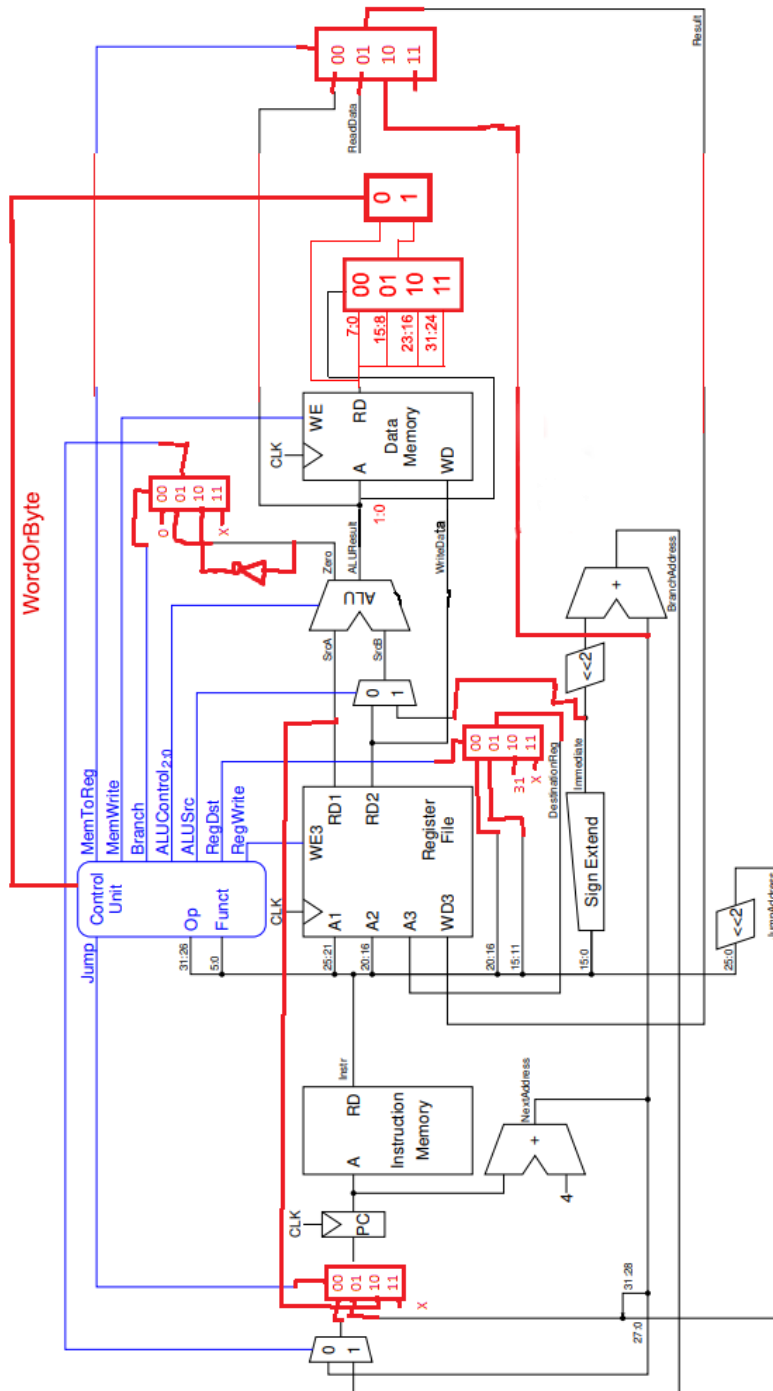 WordOrByte
Jump
Control
Unit
Op
Funct
MemToReg
MemWrite
Branch
ALUControl2:0
ALUSrc
RegDst
RegWrite
31:26
5:0
00
01
10
11
X
0
1
CLK
PC
A
RD
Instruction
Memory
Instr
4
+
NextAddress
25:21
20:16
A1
A2
A3
WD3
CLK
WE3
RD1
RD2
Register
File
20:16
15:11
15:0
25:0
00
01
10
11
31
X
DestinationReg
Sign Extend
Immediate
<<2
<<2
JumpAddress
+
BranchAddress
0
1
SrcA
SrcB
ALU
Zero
ALUResult
WriteData
00
01
10
11
0
X
1:0
CLK
WE
A
RD
Data
Memory
WD
7:0
15:8
23:16
31:24
00
01
10
11
0
1
ReadData
00
01
10
11
Result
27:0
31:28